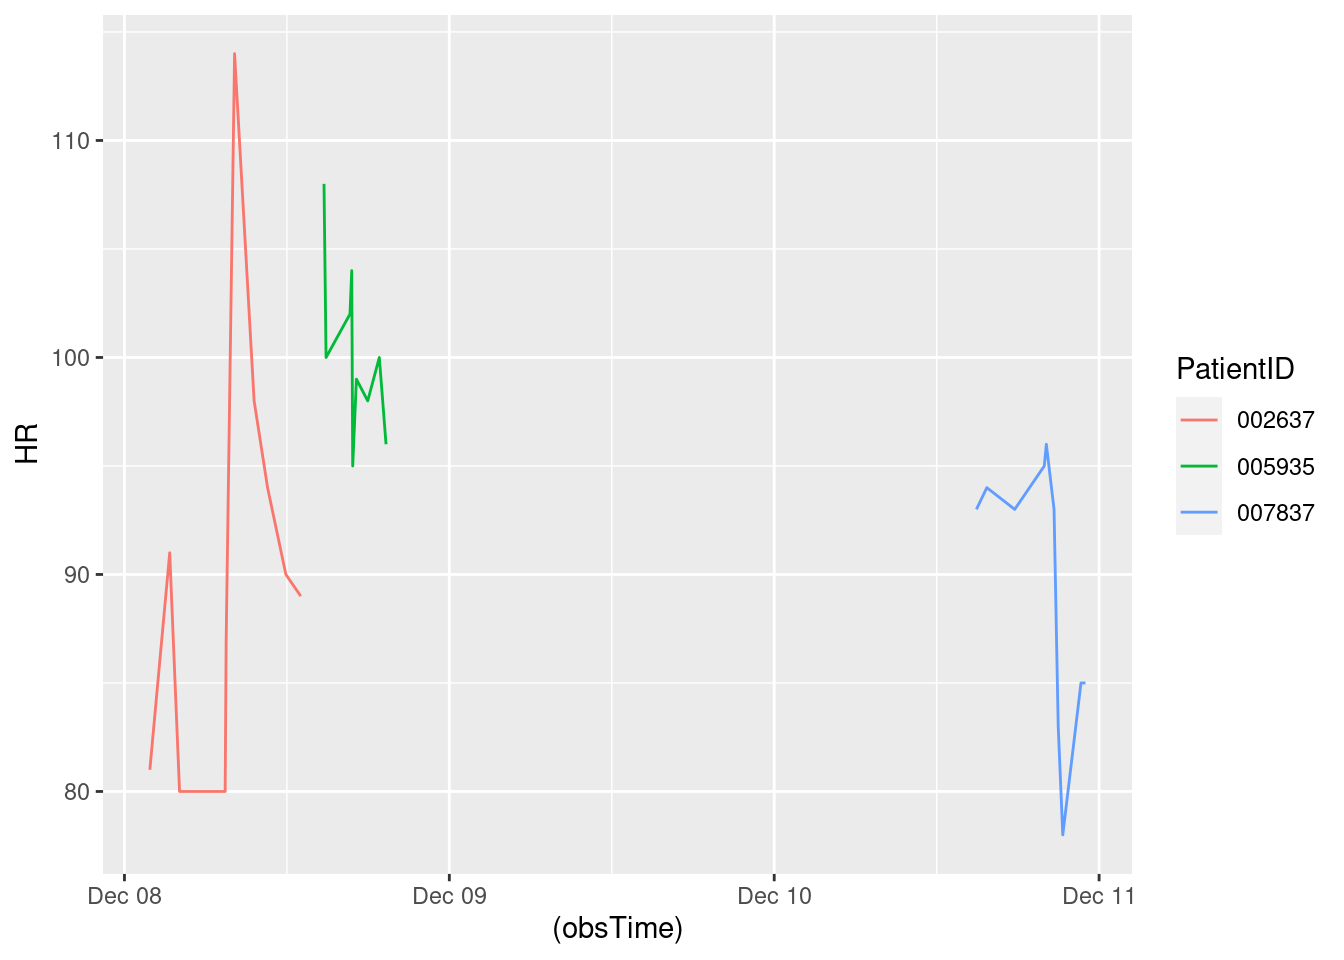 110
100
90
80
HR
Dec 08
Dec 09
Dec 10
Dec 11
(obsTime)
PatientID
002637
005935
007837